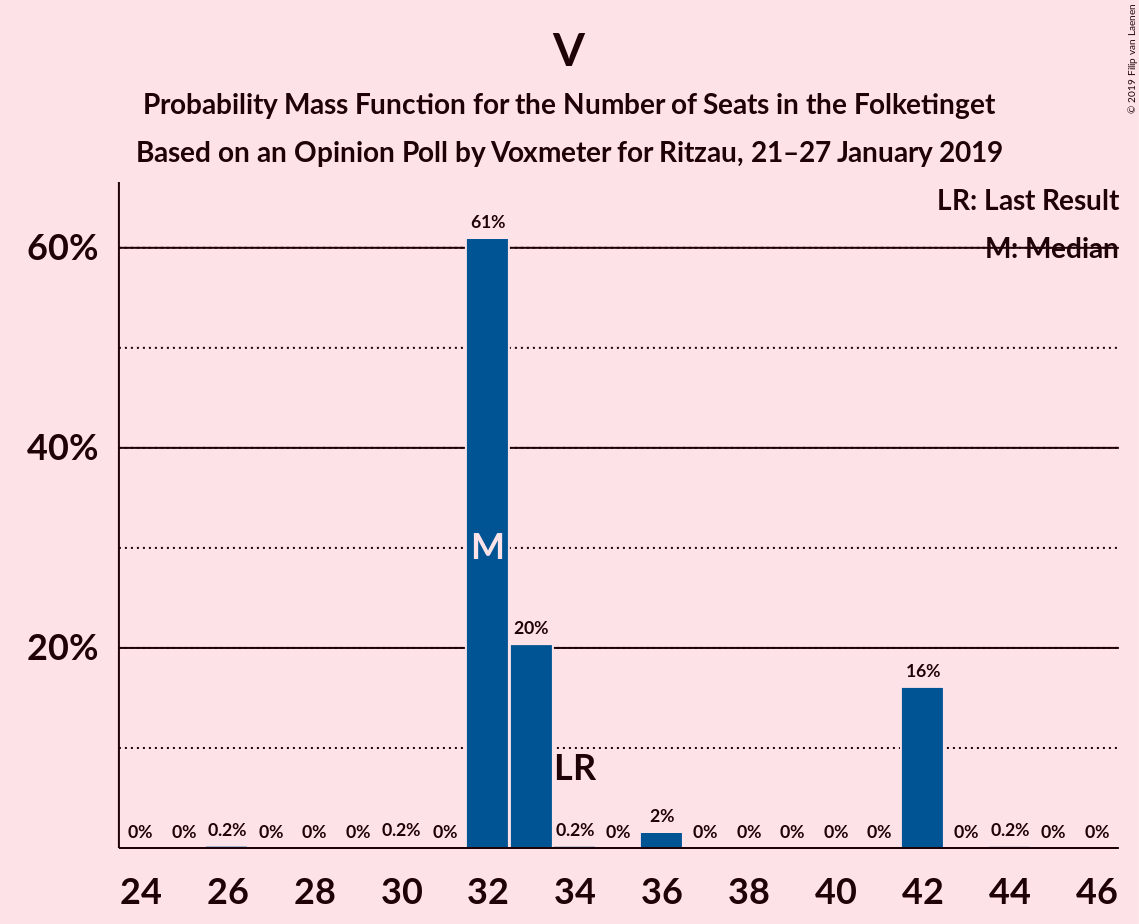 V
Probability Mass Function for the Number of Seats in the Folketinget
Based on an Opinion Poll by Voxmeter for Ritzau, 21–27 January 2019
© 2019 Filip van Laenen
LR: Last Result
M: Median
60%
40%
20%
61%
M
20%
LR
16%
2%
0% 0% 0.2% 0% 0% 0% 0.2% 0% 0.2% 0% 0% 0% 0% 0% 0% 0% 0.2% 0% 0%
24 26 28 30 32 34 36 38 40 42 44 46